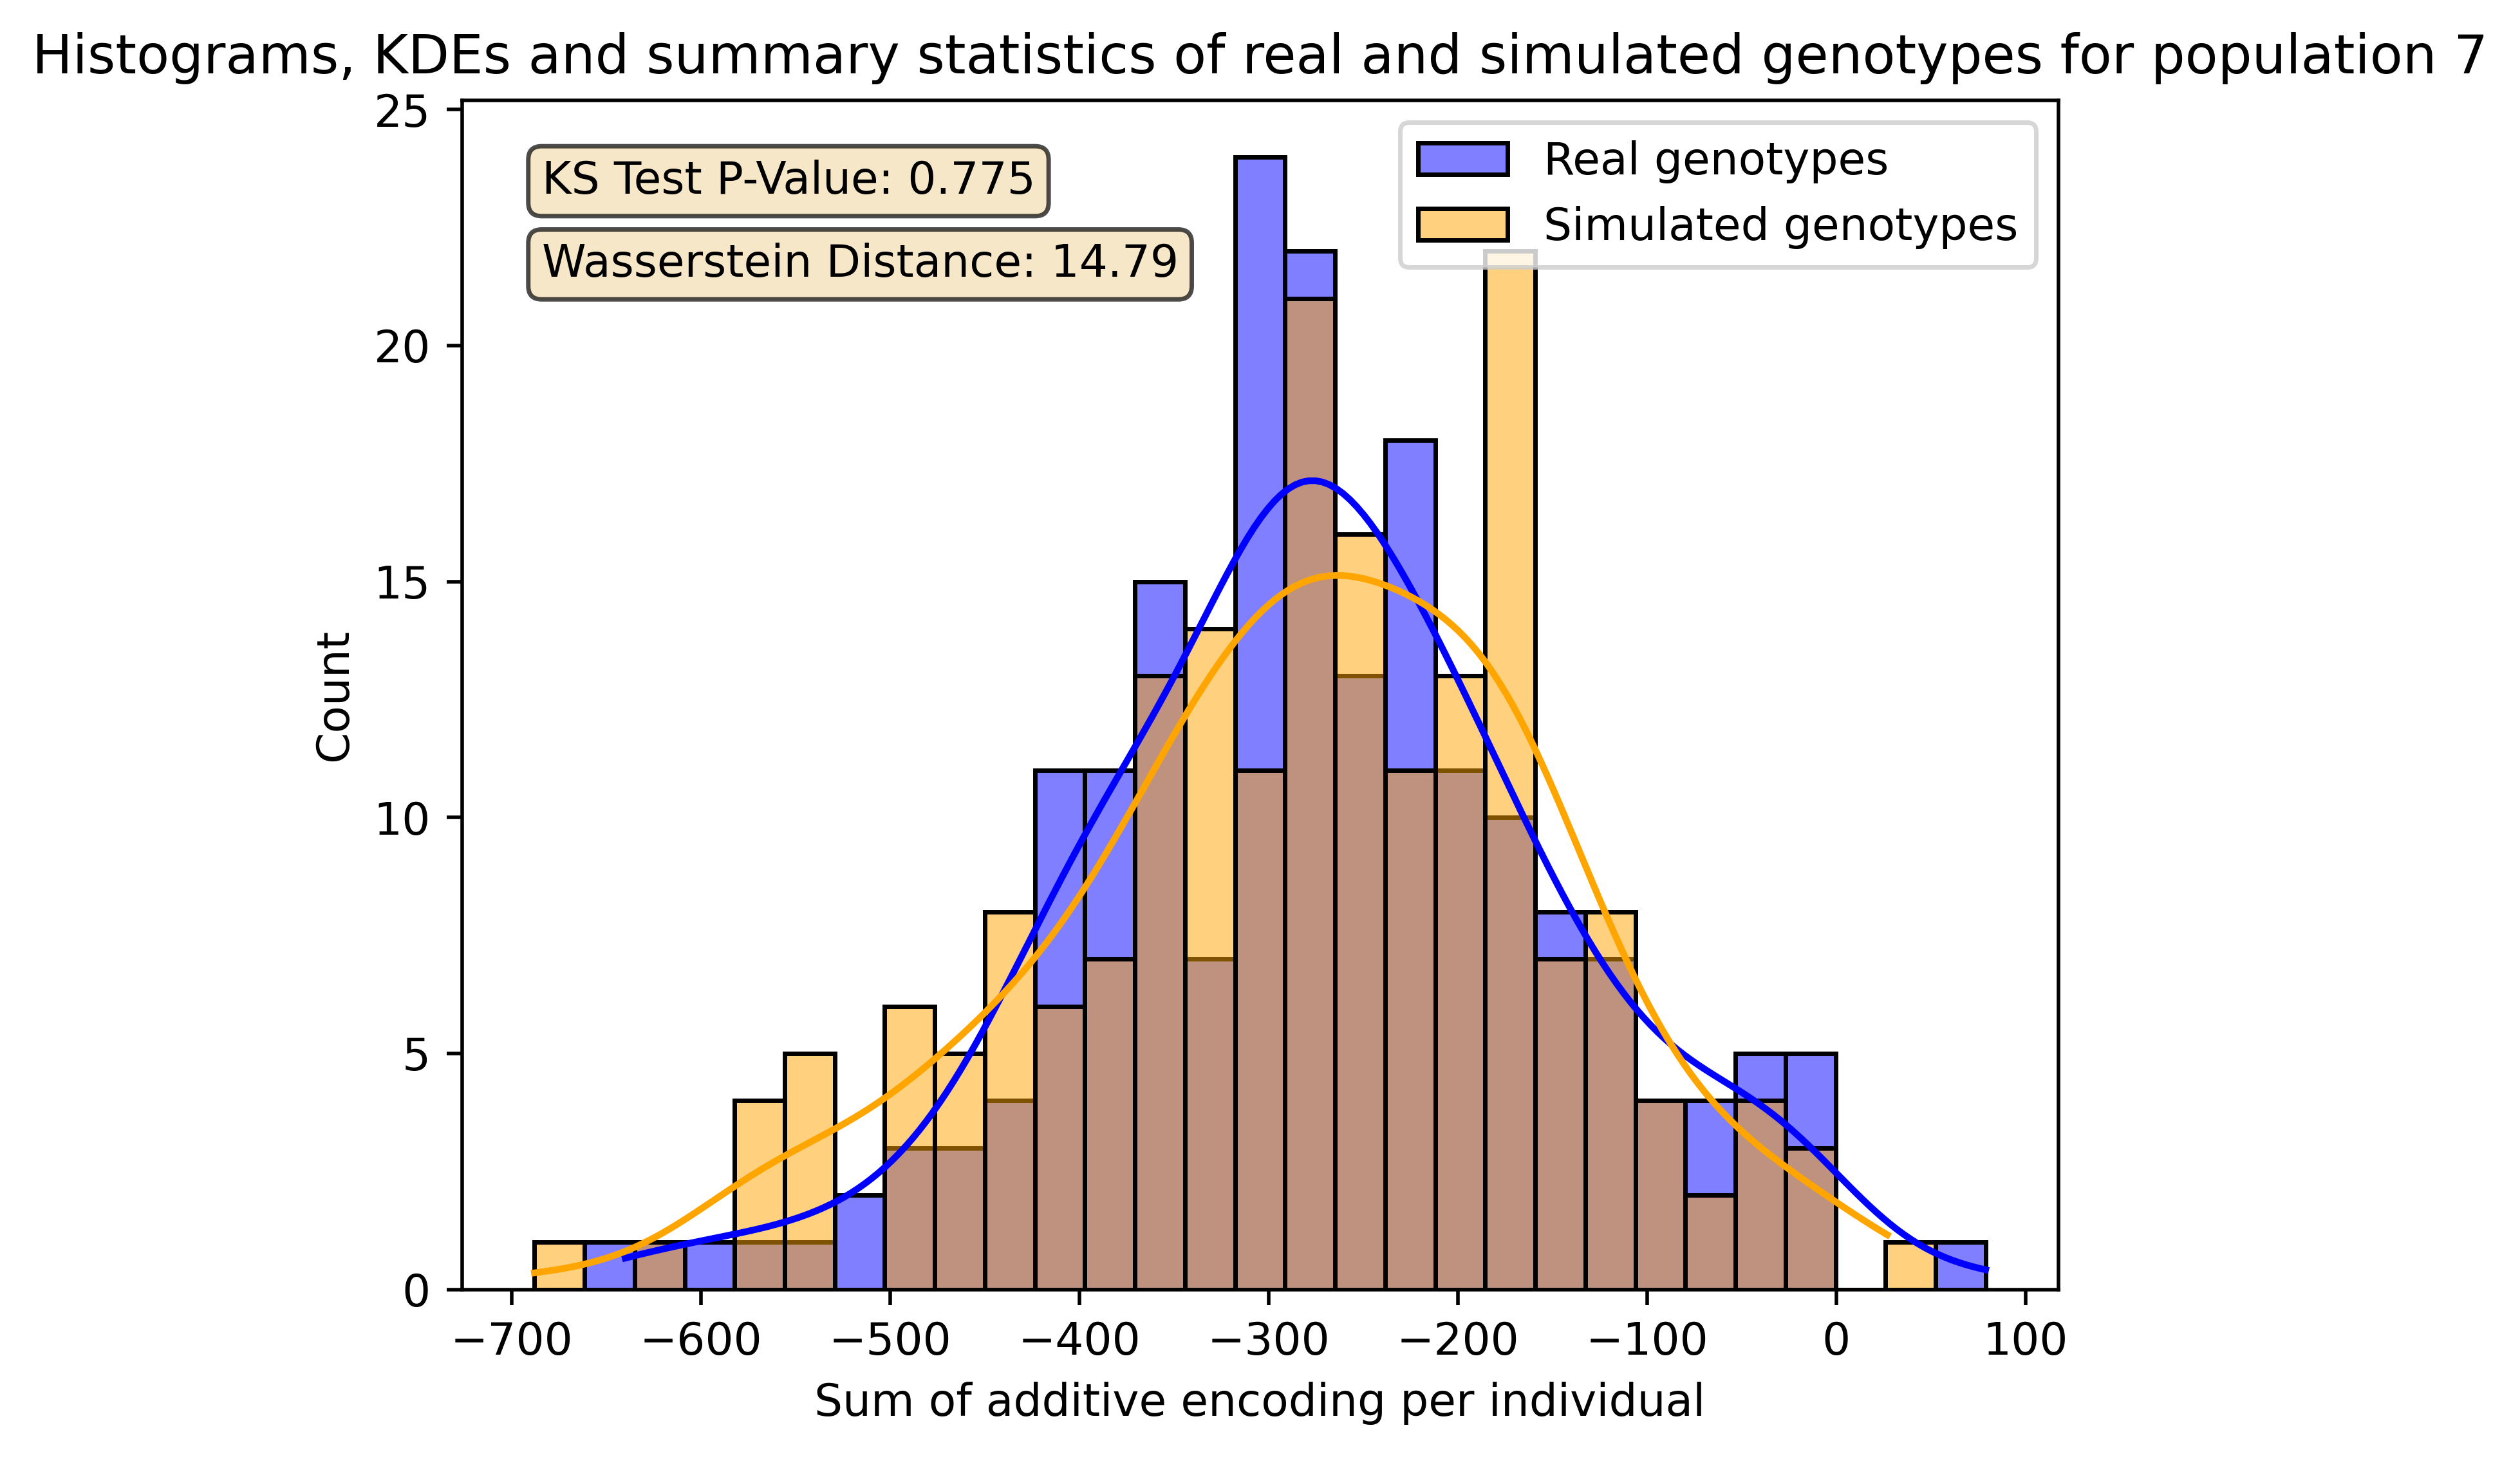 Histograms, KDEs and summary statistics of real and simulated genotypes for population 7
25
20
15
10
5
0
Count
KS Test P-Value: 0.775
Wasserstein Distance: 14.79
Real genotypes
Simulated genotypes
−700 −600 −500 −400 −300 −200 −100 0 100
Sum of additive encoding per individual